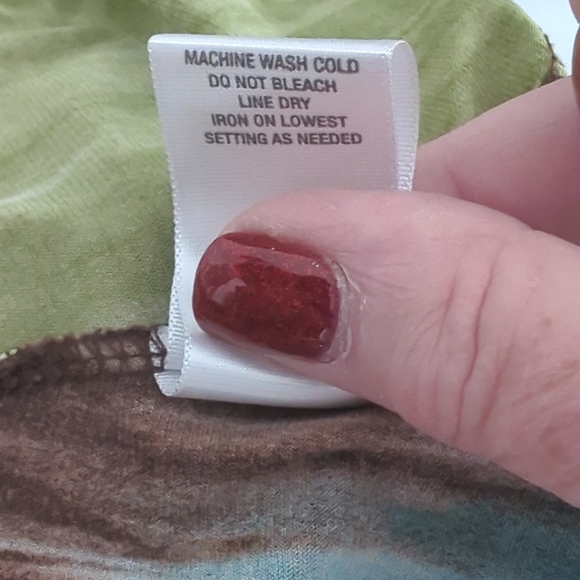 MACHINE WASH COLD
DO NOT BLEACH
LINE DRY
IRON ON LOWEST
SETTING AS NEEDED